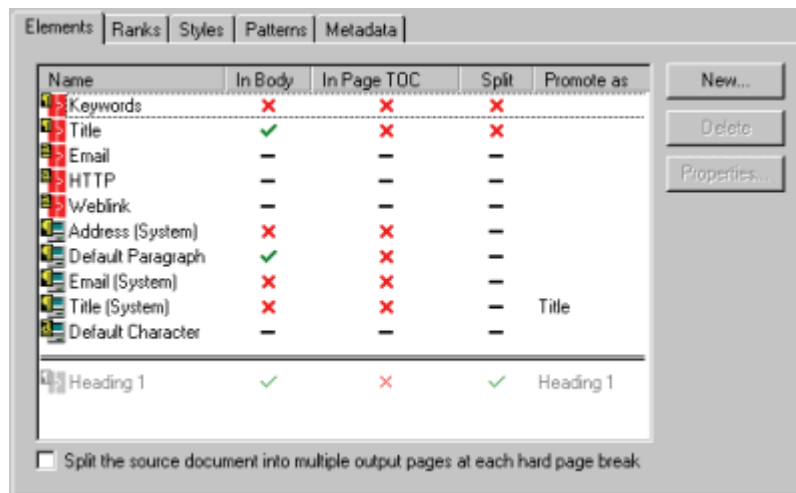 Elements Ranks Styles Patterns Metadata
Name In Body In Page TOC Split Promote as New...
Keywords
Title Delete
Email
HTTP Properties...
Weblink
Address (System)
Default Paragraph
Email (System)
Title (System) Title
Default Character
Heading 1 Heading 1
Split the source document into multiple output pages at each hard page break